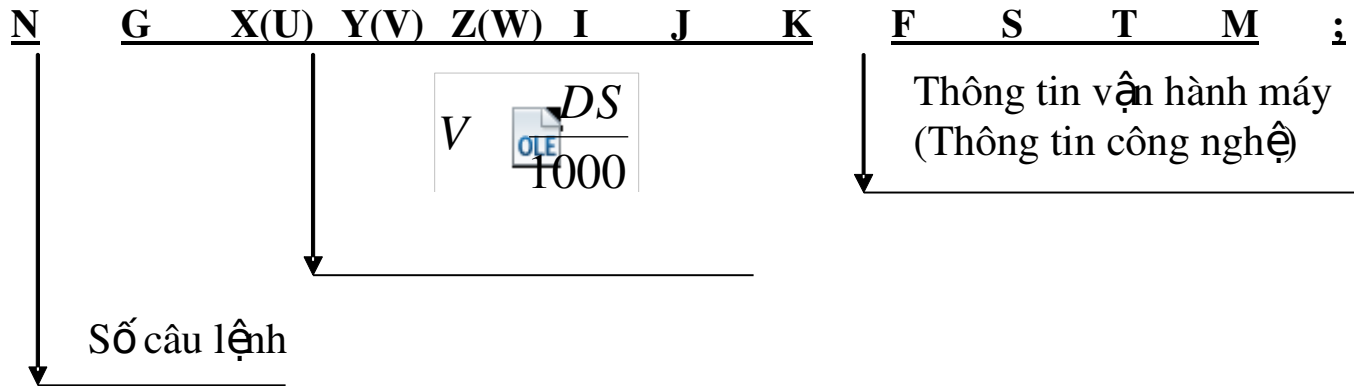 N G X(U) Y(V) Z(W) I J K F S T M ;
Thông tin vận hành máy
(Thông tin công nghệ)
V DS
OLE
1000
Số câu lệnh